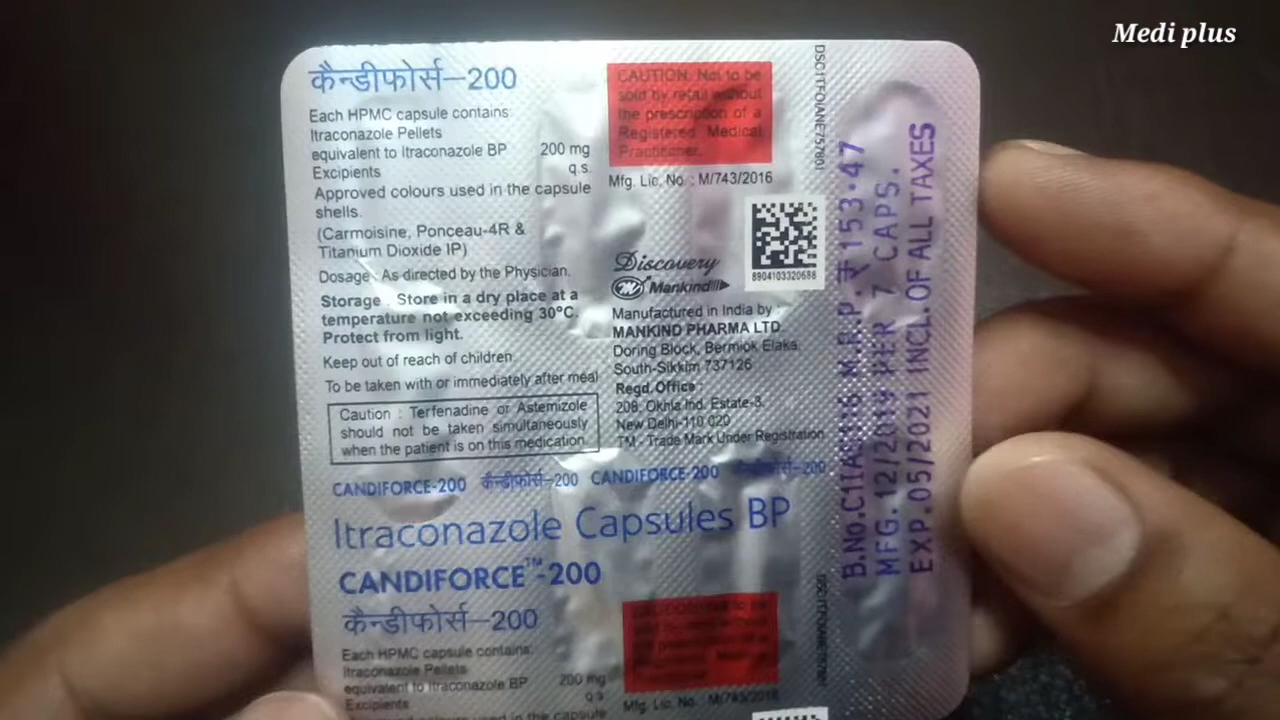 Medi plus
कैन्डीफोर्स–200
Each HPMC capsule contains:
Itraconazole Pellets
equivalent to Itraconazole BP 200 mg
Excipients q.s.
Approved colours used in the capsule
shells.
(Carmoisine, Ponceau-4R &
Titanium Dioxide IP)
Dosage : As directed by the Physician.
Storage : Store in a dry place at a
temperature not exceeding 30°C.
Protect from light.
Keep out of reach of children.
To be taken with or immediately after meal
Caution : Terfenadine or Astemizole
should not be taken simultaneously
when the patient is on this medication.
CAUTION: Not to be
sold by retail without
the prescription of a
Registered Medical
Practitioner.
Mfg. Lic. No. : M/743/2016
8904103320688
Discovery
Mankind
Manufactured in India by :
MANKIND PHARMA LTD.
Doring Block, Bermiok Elaka,
South-Sikkim 737126
Regd. Office :
208, Okhla Ind. Estate-3,
New Delhi-110 020
TM - Trade Mark Under Registration
M.R.P. ₹ 153.47
MFG. 12/2019 PER 7 CAPS.
EXP. 05/2021 INCL. OF ALL TAXES
CANDIFORCE-200 कैन्डीफोर्स–200 CANDIFORCE-200 कैन्डीफोर्स–200
Itraconazole Capsules BP
CANDIFORCE™-200
कैन्डीफोर्स–200
Each HPMC capsule contains:
Itraconazole Pellets
equivalent to Itraconazole BP 200 mg
Excipients q.s.
Approved colours used in the capsule
Mfg. Lic. No. : M/743/2016